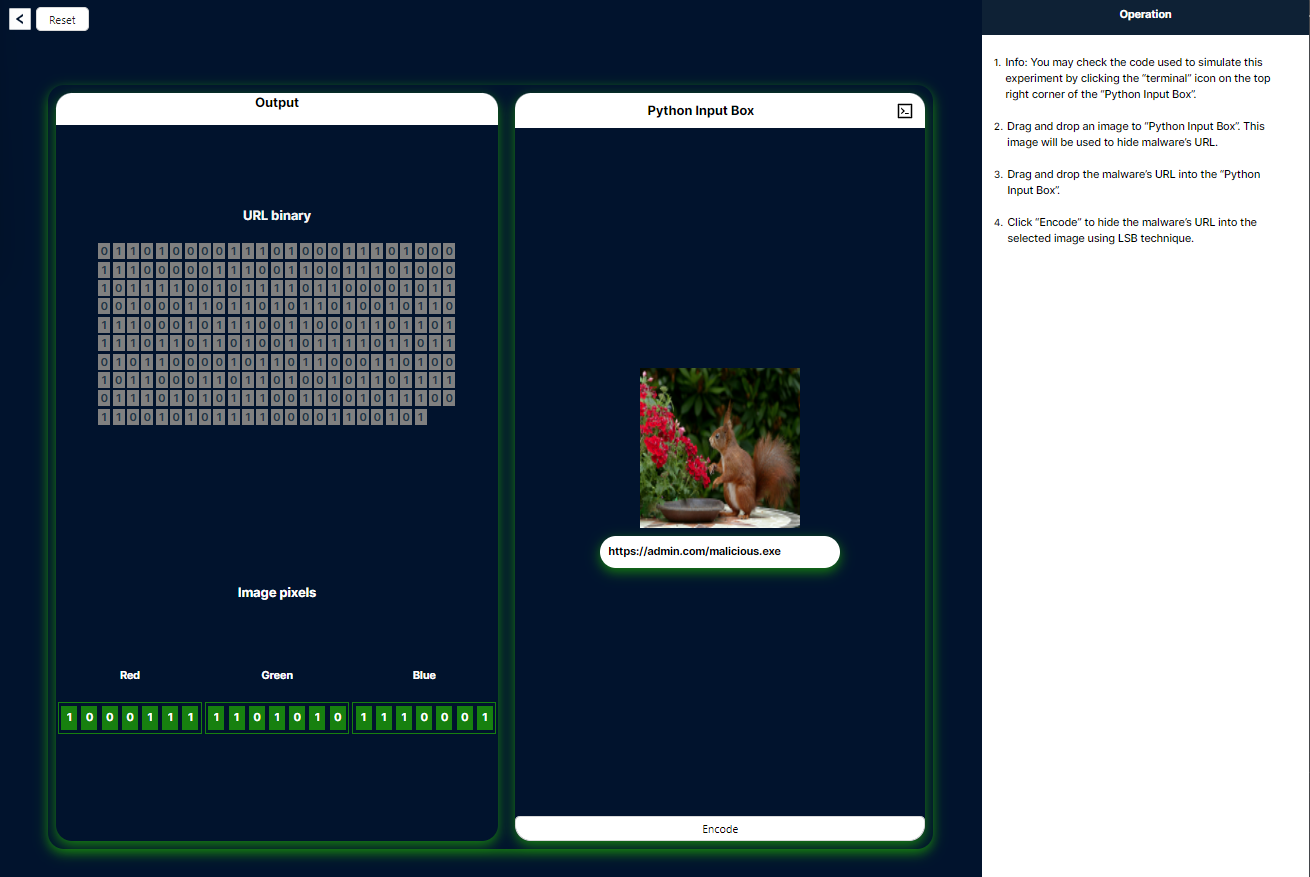 Reset
Output
URL binary
0 1 1 0 1 0 0 0 0 1 1 1 0 1 0 0 0 1 1 1 0 1 0 0 0
1 1 1 0 0 0 0 0 1 1 1 0 0 1 1 0 0 1 1 1 0 1 0 0 0
1 0 1 1 1 1 0 0 1 0 1 1 1 1 0 1 1 0 0 0 0 1 0 1 1
0 0 1 0 0 0 1 1 0 1 1 0 1 0 1 1 0 1 0 0 1 0 1 1 0
1 1 1 0 0 0 1 0 1 1 1 0 0 1 1 0 0 0 1 1 0 1 1 0 1
1 1 1 0 1 1 0 1 1 0 1 0 0 1 0 1 1 1 1 0 1 1 0 1 1
0 1 0 1 1 0 0 0 0 1 0 1 1 0 1 1 0 0 0 1 1 0 1 0 0
1 0 1 1 0 0 0 1 1 0 1 1 0 1 0 0 1 0 1 1 0 1 1 1 1
0 1 1 1 0 1 0 1 0 1 1 1 0 0 1 1 0 0 1 0 1 1 1 0 0
1 1 0 0 1 0 1 0 1 1 1 1 0 0 0 0 1 1 0 0 1 0 1
Image pixels
Red Green Blue
1 0 0 0 1 1 1 1 1 0 1 0 1 0 1 1 1 0 0 0 1
Python Input Box
https://admin.com/malicious.exe
Encode
Operation
1. Info: You may check the code used to simulate this
experiment by clicking the “terminal” icon on the top
right corner of the “Python Input Box”.
2. Drag and drop an image to “Python Input Box”. This
image will be used to hide malware’s URL.
3. Drag and drop the malware’s URL into the “Python
Input Box”.
4. Click “Encode” to hide the malware’s URL into the
selected image using LSB technique.